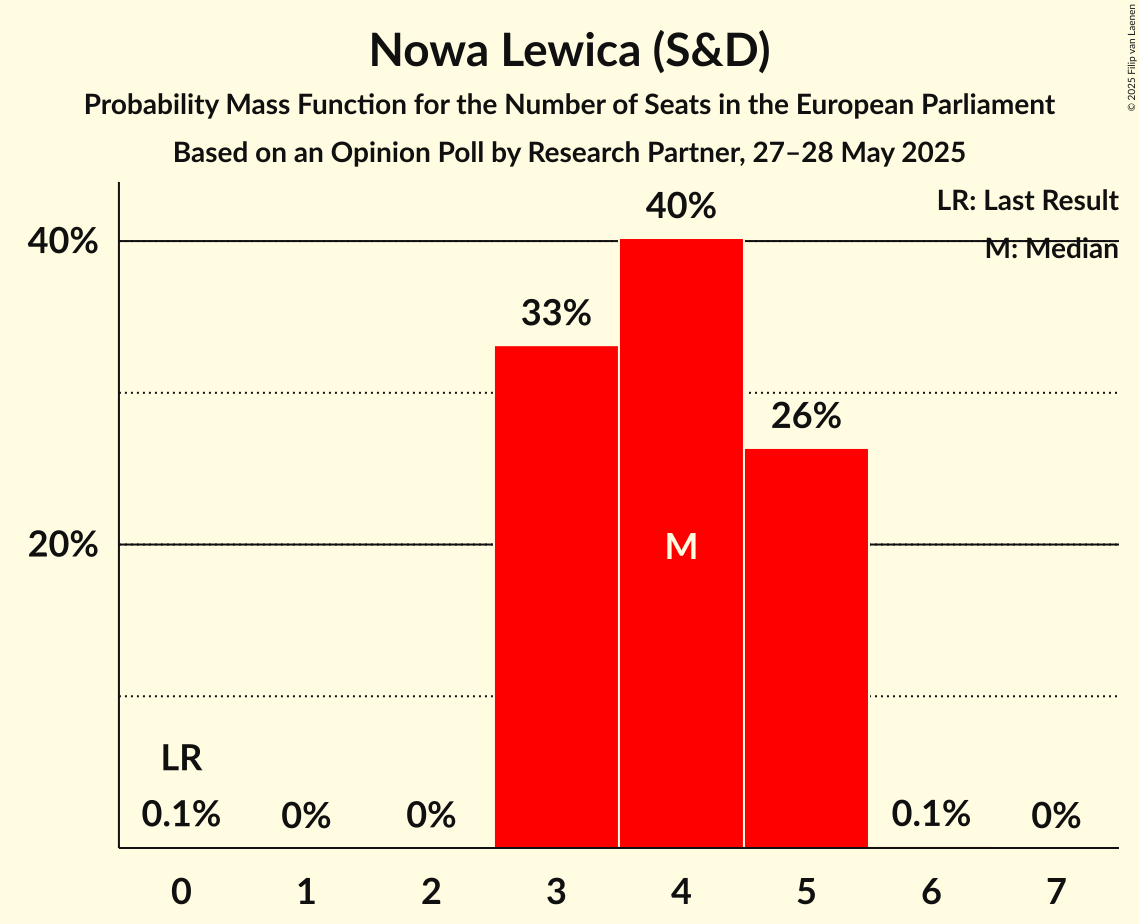 Nowa Lewica (S&D)
Probability Mass Function for the Number of Seats in the European Parliament
Based on an Opinion Poll by Research Partner, 27–28 May 2025
© 2025 Filip van Laenen
LR: Last Result
M: Median
40%
20%
40%
33%
26%
M
LR
0.1%
0%
0%
0.1%
0%
0
1
2
3
4
5
6
7